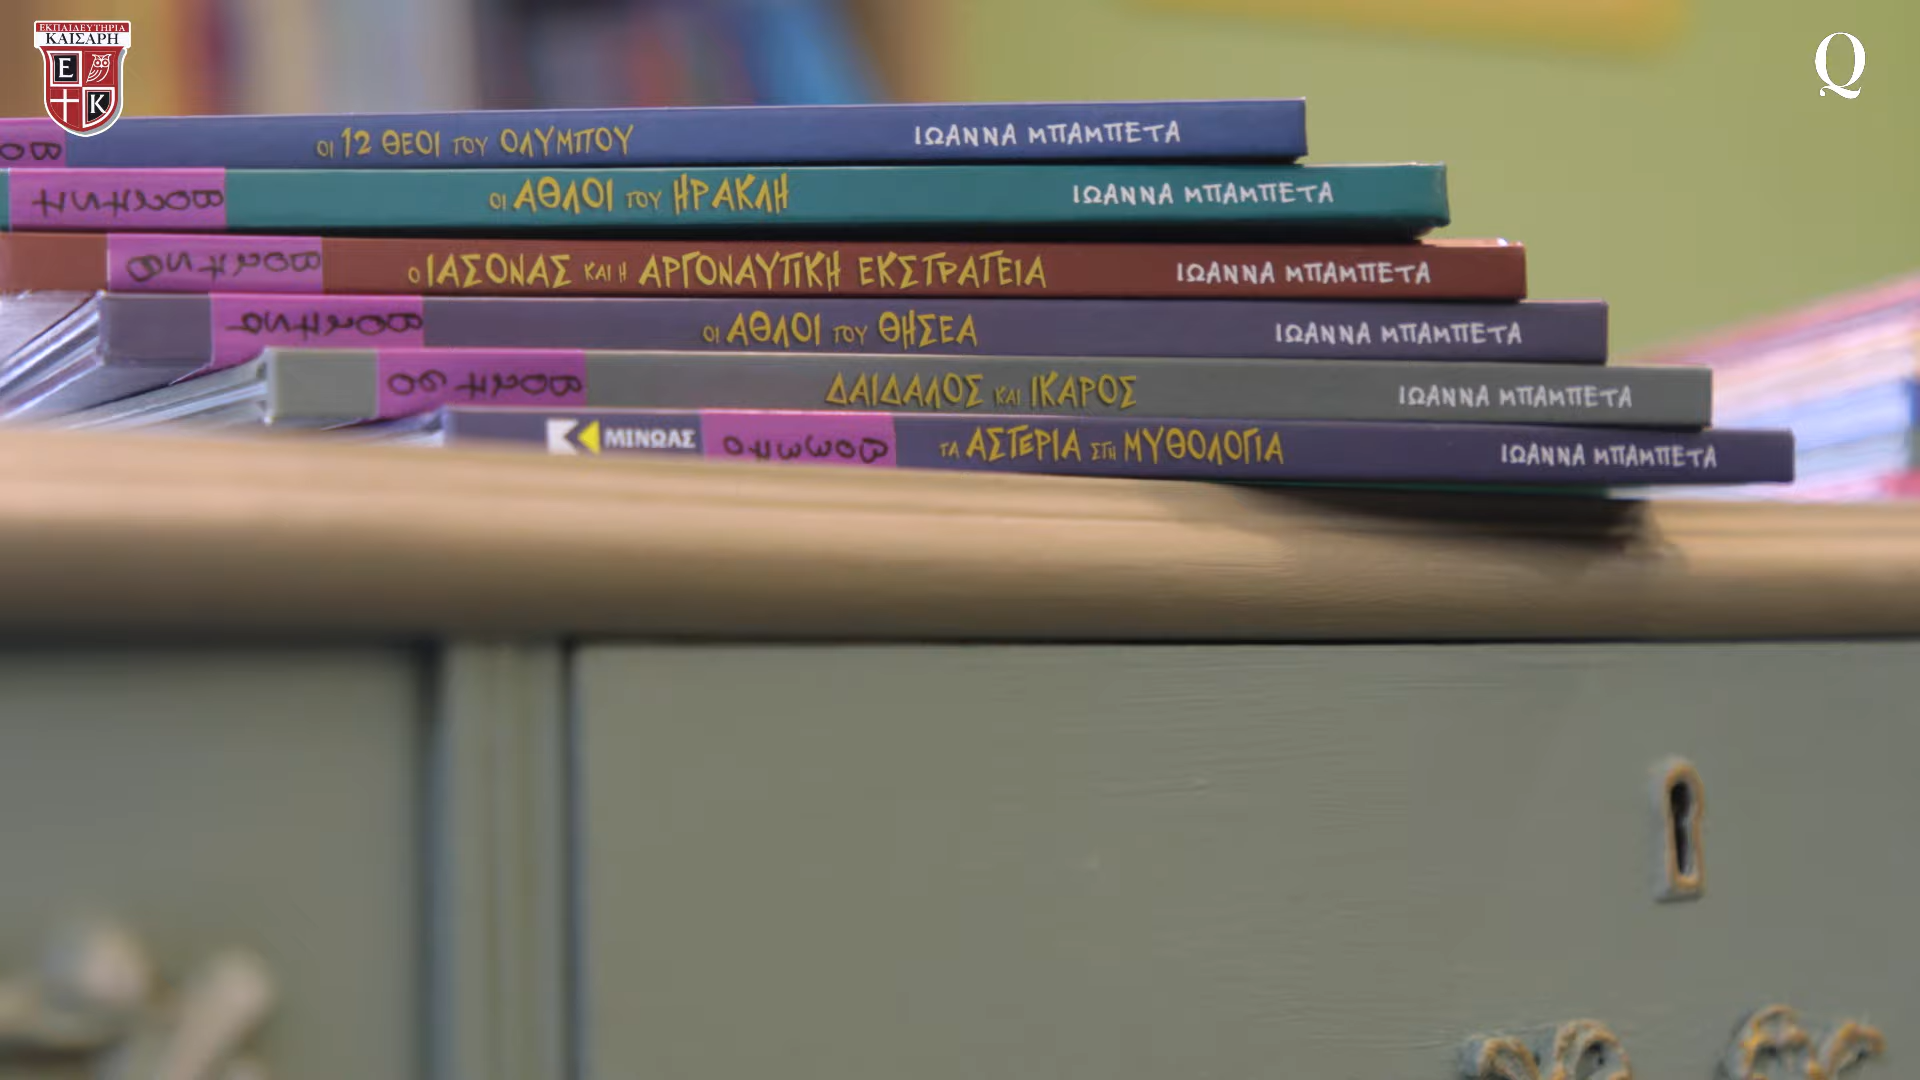 ΕΚΠΑΙΔΕΥΤΗΡΙΑ
ΚΑΙΣΑΡΗ
Ε
Κ
Q
ΟΙ 12 ΘΕΟΙ ΤΟΥ ΟΛΥΜΠΟΥ ΙΩΑΝΝΑ ΜΠΑΜΠΕΤΑ
ΟΙ ΑΘΛΟΙ ΤΟΥ ΗΡΑΚΛΗ ΙΩΑΝΝΑ ΜΠΑΜΠΕΤΑ
Ο ΙΑΣΟΝΑΣ ΚΑΙ Η ΑΡΓΟΝΑΥΤΙΚΗ ΕΚΣΤΡΑΤΕΙΑ ΙΩΑΝΝΑ ΜΠΑΜΠΕΤΑ
ΟΙ ΑΘΛΟΙ ΤΟΥ ΘΗΣΕΑ ΙΩΑΝΝΑ ΜΠΑΜΠΕΤΑ
ΔΑΙΔΑΛΟΣ ΚΑΙ ΙΚΑΡΟΣ ΙΩΑΝΝΑ ΜΠΑΜΠΕΤΑ
ΜΙΝΩΑΣ ΤΑ ΑΣΤΕΡΙΑ ΣΤΗ ΜΥΘΟΛΟΓΙΑ ΙΩΑΝΝΑ ΜΠΑΜΠΕΤΑ